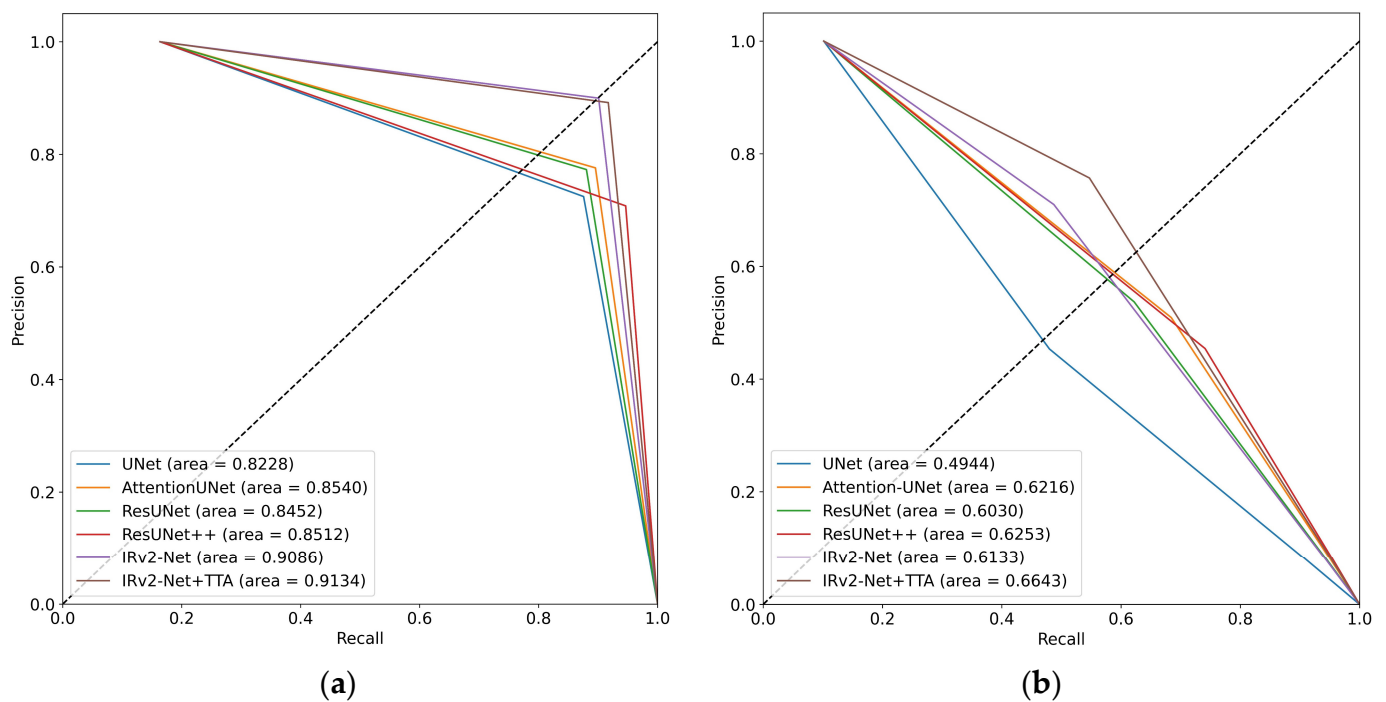 1.0
0.8
0.6
0.4
0.2
0.0
Precision
UNet (area = 0.8228)
AttentionUNet (area = 0.8540)
ResUNet (area = 0.8452)
ResUNet++ (area = 0.8512)
IRv2-Net (area = 0.9086)
IRv2-Net+TTA (area = 0.9134)
0.0 0.2 0.4 0.6 0.8 1.0
Recall
(a)
1.0
0.8
0.6
0.4
0.2
0.0
Precision
UNet (area = 0.4944)
Attention-UNet (area = 0.6216)
ResUNet (area = 0.6030)
ResUNet++ (area = 0.6253)
IRv2-Net (area = 0.6133)
IRv2-Net+TTA (area = 0.6643)
0.0 0.2 0.4 0.6 0.8 1.0
Recall
(b)